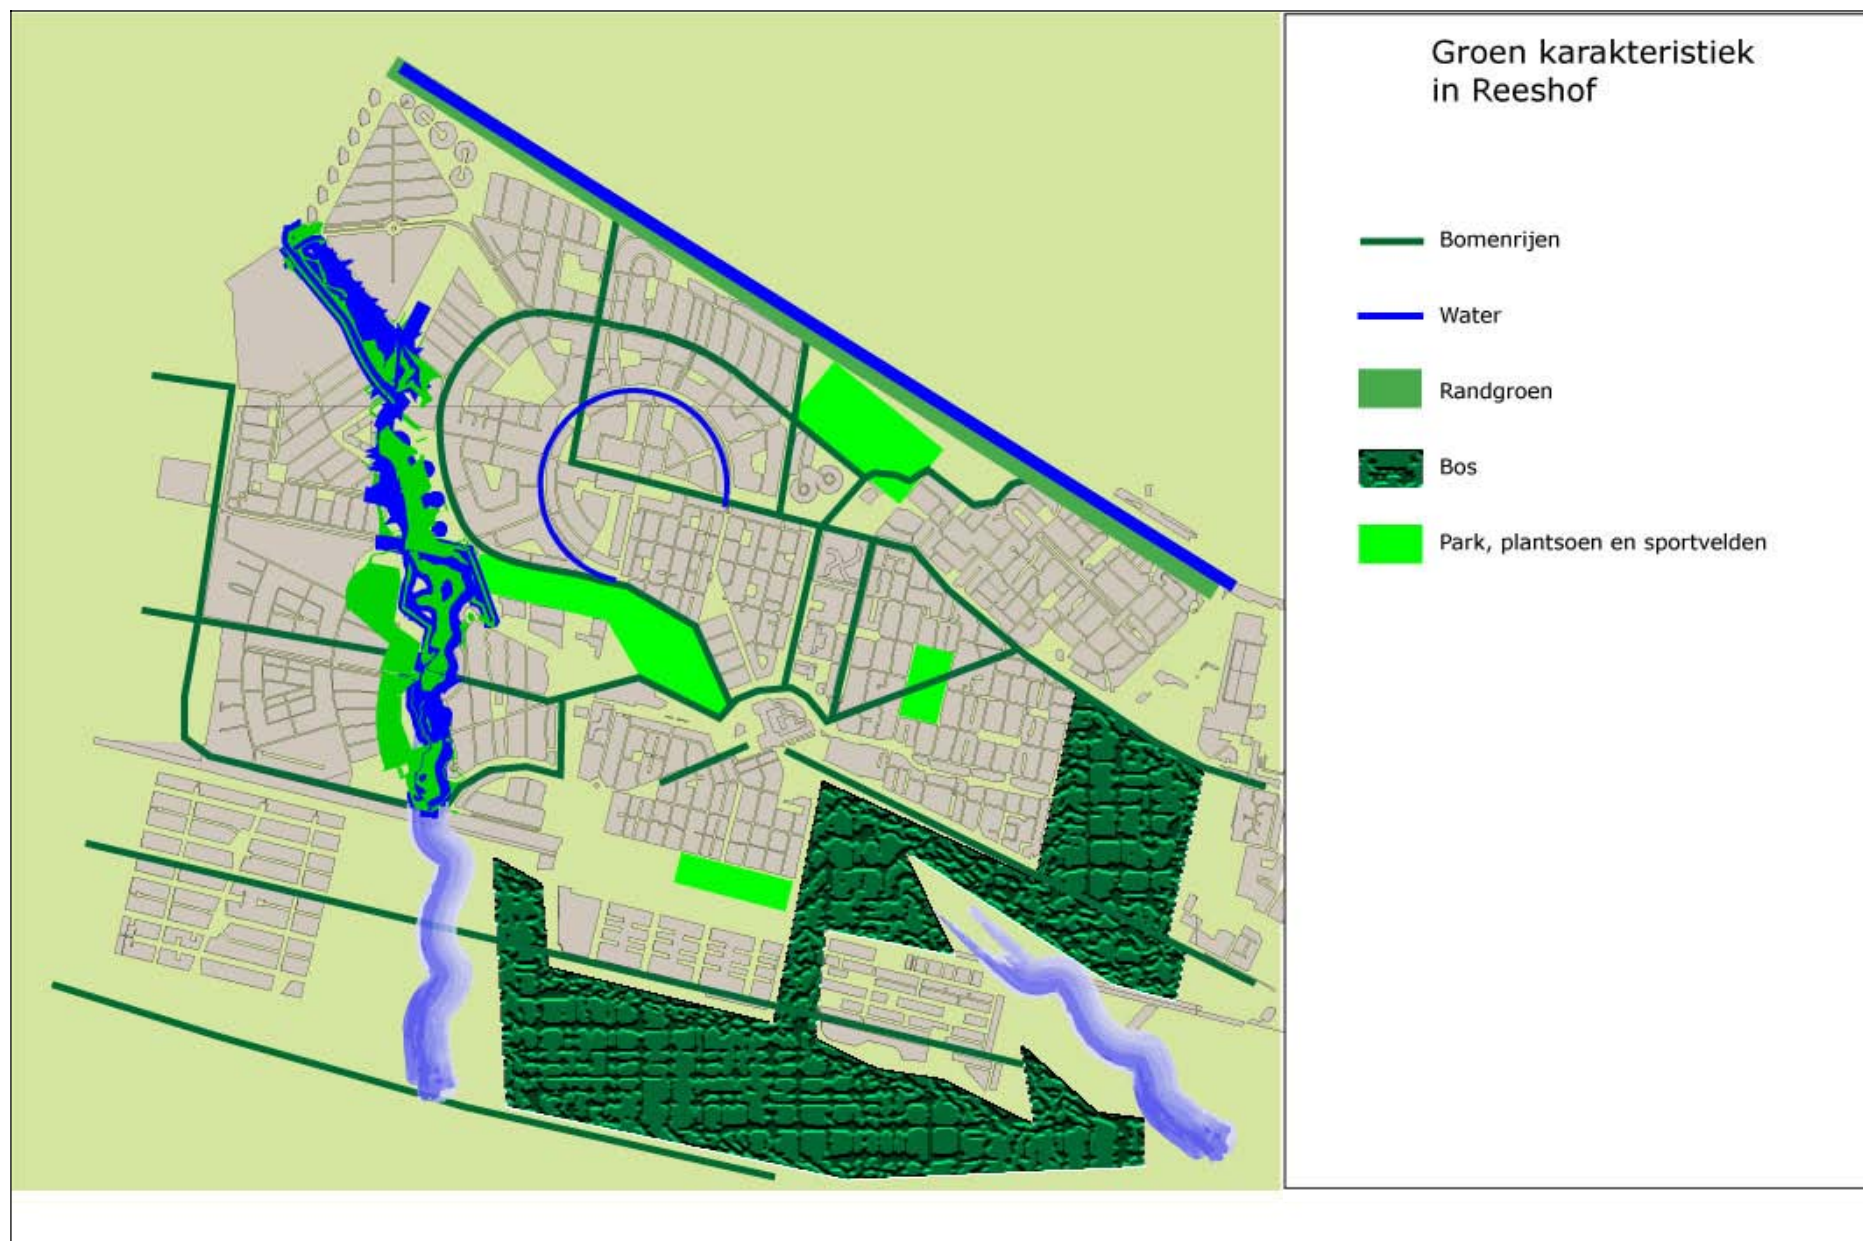 Groen karakteristiek
in Reeshof
Bomenrijen
Water
Randgroen
Bos
Park, plantsoen en sportvelden